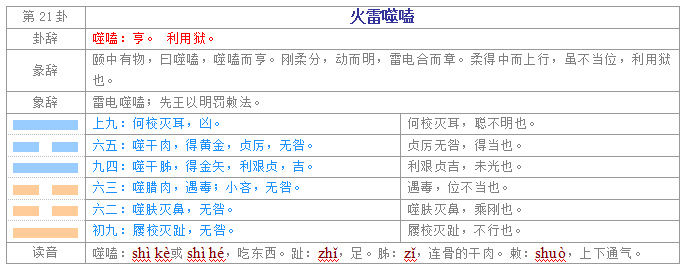 第 21 卦
火雷噬嗑
卦辞
噬嗑：亨。 利用狱。
彖辞
颐中有物，曰噬嗑，噬嗑而亨。刚柔分，动而明，雷电合而章。柔得中而上行，虽不当位，利用狱
也。
象辞
雷电噬嗑；先王以明罚敕法。
上九：何校灭耳，凶。
何校灭耳，聪不明也。
六五：噬干肉，得黄金，贞厉，无咎。
贞厉无咎，得当也。
九四：噬干胏，得金矢，利艰贞，吉。
利艰贞吉，未光也。
六三：噬腊肉，遇毒；小吝，无咎。
遇毒，位不当也。
六二：噬肤灭鼻，无咎。
噬肤灭鼻，乘刚也。
初九：履校灭趾，无咎。
履校灭趾，不行也。
读音
噬嗑：shì kè或 shì hé，吃东西。趾：zhǐ，足。胏：zǐ，连骨的干肉。敕：shuò，上下通气。